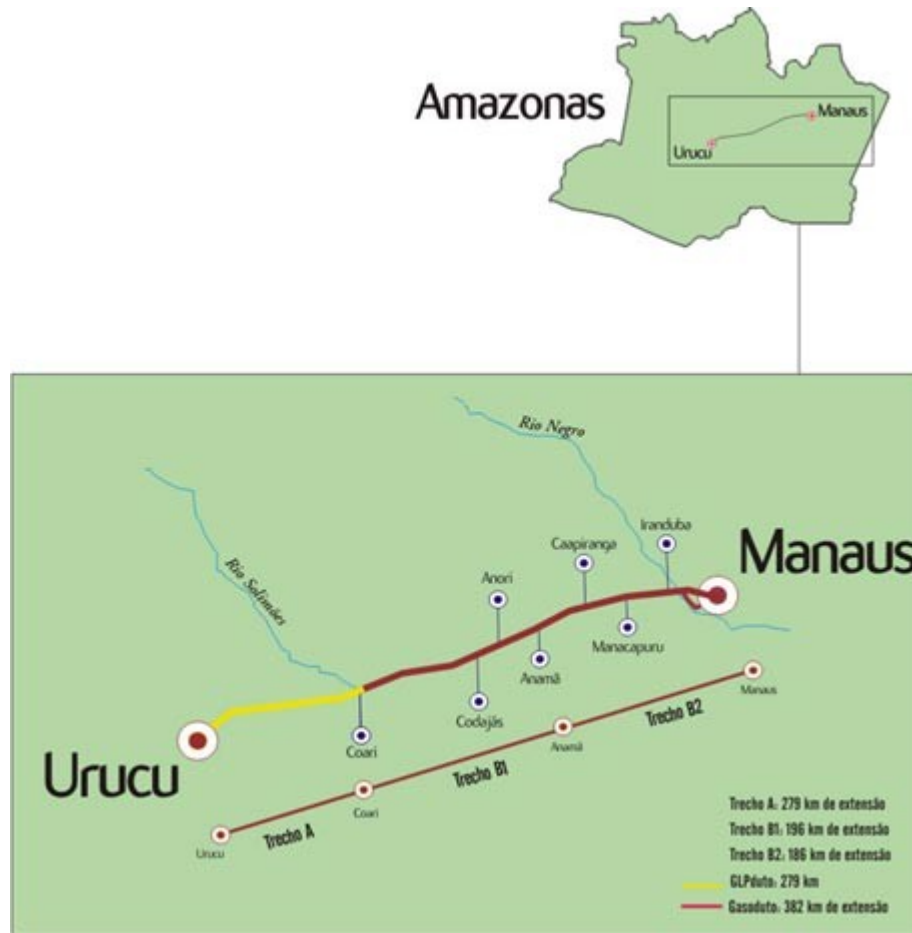 Amazonas
Manaus
Urucu
Rio Negro
Rio Solimões
Iranduba
Caapiranga
Manaus
Anori
Manacapuru
Anamã
Codajás
Coari
Urucu
Manaus
Trecho B2
Anamã
Trecho B1
Coari
Trecho A
Urucu
Trecho A: 279 km de extensão
Trecho B1: 196 km de extensão
Trecho B2: 186 km de extensão
GLPduto: 279 km
Gasoduto: 382 km de extensão